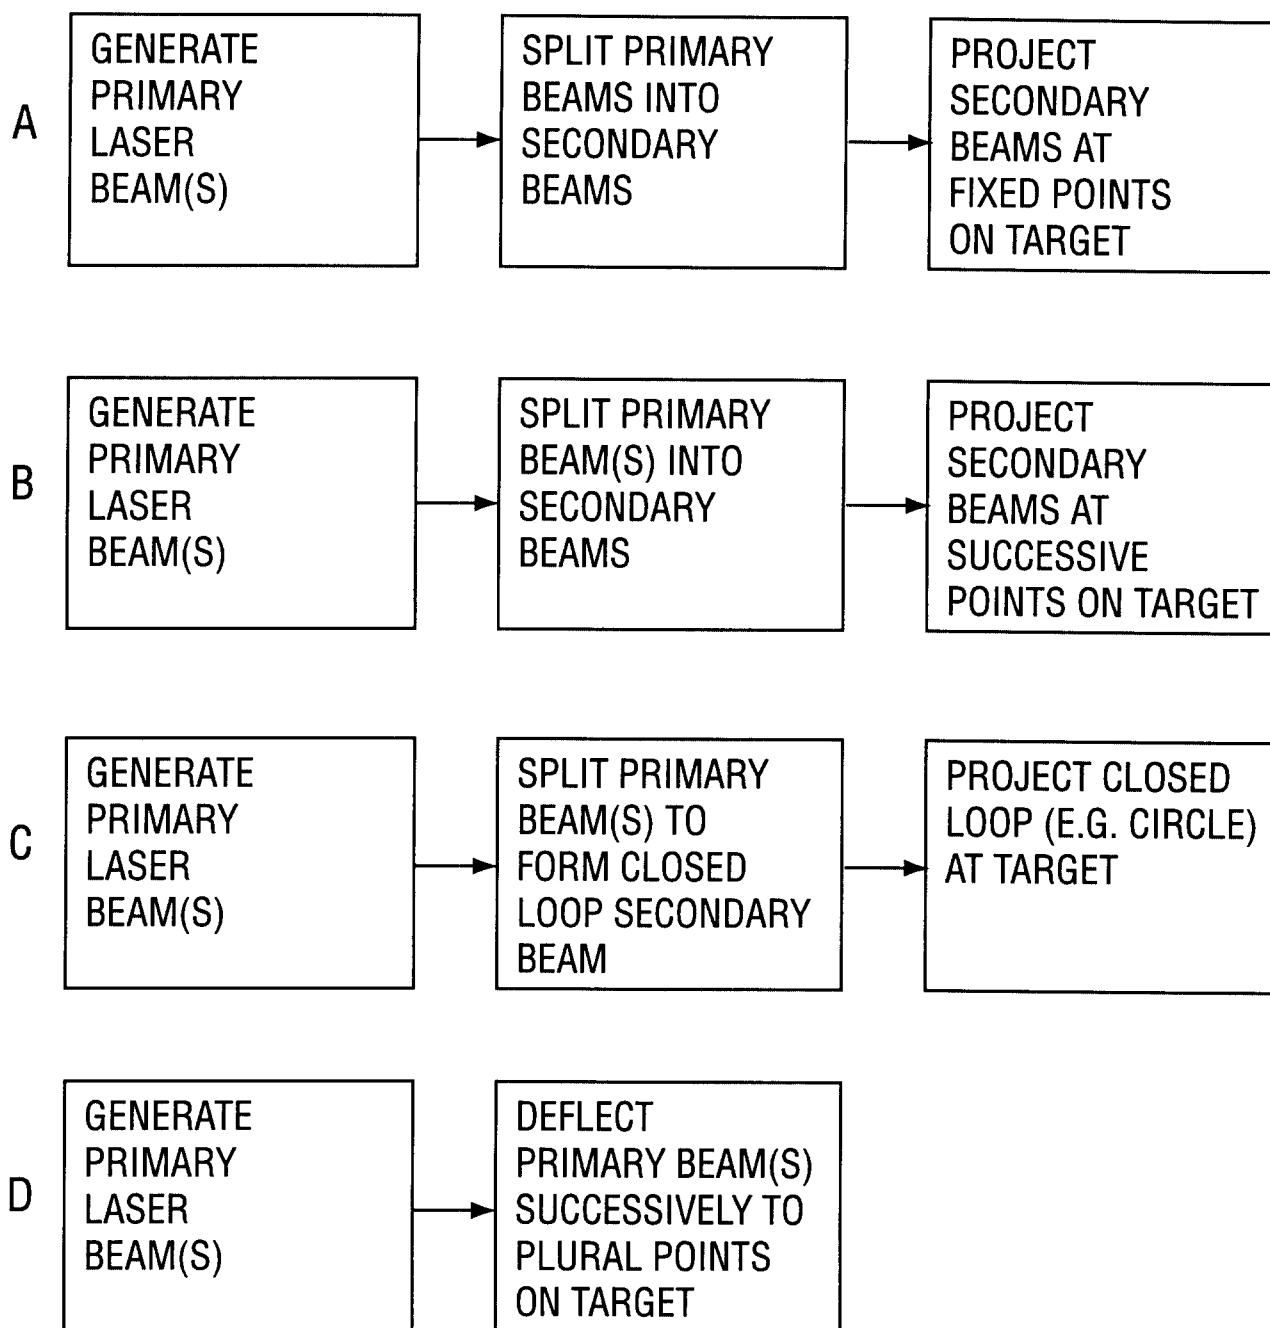 A
GENERATE
PRIMARY
LASER
BEAM(S)
SPLIT PRIMARY
BEAMS INTO
SECONDARY
BEAMS
PROJECT
SECONDARY
BEAMS AT
FIXED POINTS
ON TARGET
B
GENERATE
PRIMARY
LASER
BEAM(S)
SPLIT PRIMARY
BEAM(S) INTO
SECONDARY
BEAMS
PROJECT
SECONDARY
BEAMS AT
SUCCESSIVE
POINTS ON TARGET
C
GENERATE
PRIMARY
LASER
BEAM(S)
SPLIT PRIMARY
BEAM(S) TO
FORM CLOSED
LOOP SECONDARY
BEAM
PROJECT CLOSED
LOOP (E.G. CIRCLE)
AT TARGET
D
GENERATE
PRIMARY
LASER
BEAM(S)
DEFLECT
PRIMARY BEAM(S)
SUCCESSIVELY TO
PLURAL POINTS
ON TARGET